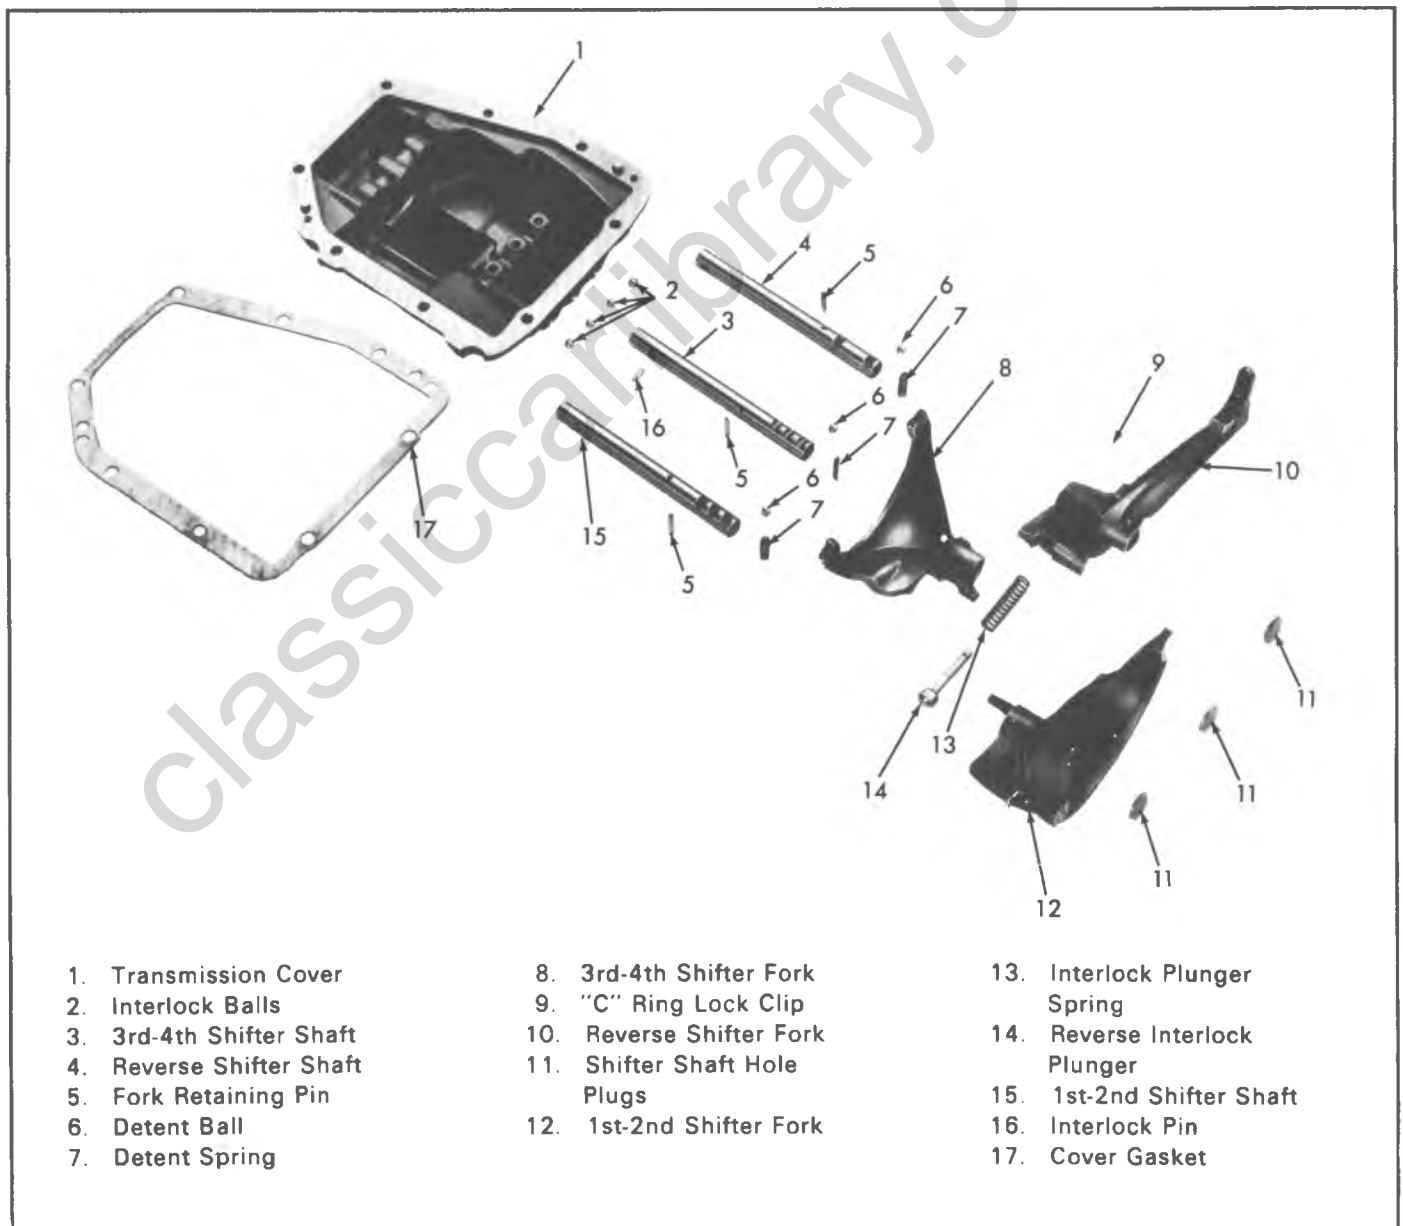 1
2
4
5
6
3
7
8
9
6
16
7
10
5
6
17
15
7
5
11
13
14
11
11
12
classiccarlibrary.c
1. Transmission Cover
2. Interlock Balls
3. 3rd-4th Shifter Shaft
4. Reverse Shifter Shaft
5. Fork Retaining Pin
6. Detent Ball
7. Detent Spring
8. 3rd-4th Shifter Fork
9. "C" Ring Lock Clip
10. Reverse Shifter Fork
11. Shifter Shaft Hole
Plugs
12. 1st-2nd Shifter Fork
13. Interlock Plunger
Spring
14. Reverse Interlock
Plunger
15. 1st-2nd Shifter Shaft
16. Interlock Pin
17. Cover Gasket